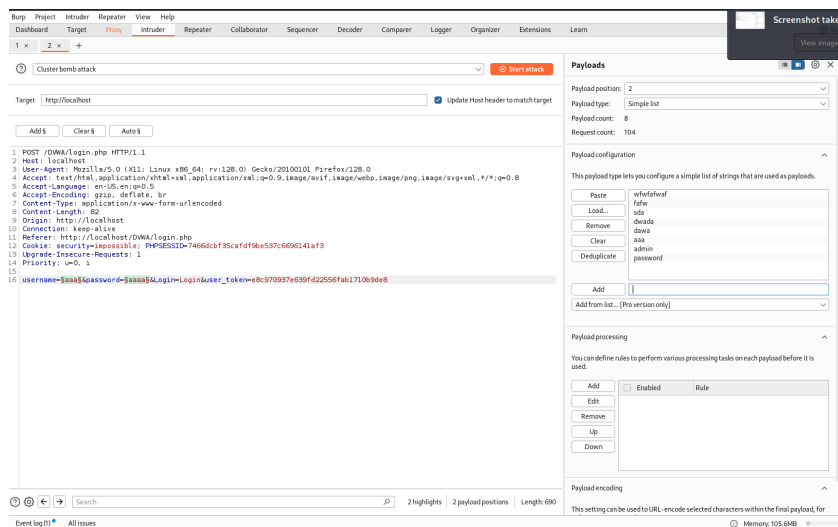 Burp Project Intruder Repeater View Help
Screenshot take
Dashboard Target Proxy Intruder Repeater Collaborator Sequencer Decoder Comparer Logger Organizer Extensions Learn
View image
1 × 2 × +
Cluster bomb attack
Start attack
Target http://localhost
Update Host header to match target
Add § Clear § Auto §
1 POST /DVWA/login.php HTTP/1.1
2 Host: localhost
3 User-Agent: Mozilla/5.0 (X11; Linux x86_64; rv:128.0) Gecko/20100101 Firefox/128.0
4 Accept: text/html,application/xhtml+xml,application/xml;q=0.9,image/avif,image/webp,image/png,image/svg+xml,*/*;q=0.8
5 Accept-Language: en-US,en;q=0.5
6 Accept-Encoding: gzip, deflate, br
7 Content-Type: application/x-www-form-urlencoded
8 Content-Length: 82
9 Origin: http://localhost
10 Connection: keep-alive
11 Referer: http://localhost/DVWA/login.php
12 Cookie: security=impossible; PHPSESSID=7466dcbf35cafdf9be537c6696141af3
13 Upgrade-Insecure-Requests: 1
14 Priority: u=0, i
15
16 username=§aaa§&password=§aaaa§&Login=Login&user_token=e8c970937e639fd22556fab1710b9de8
Search
2 highlights 2 payload positions Length: 690
Payloads
Payload position: 2
Payload type: Simple list
Payload count: 8
Request count: 104
Payload configuration
This payload type lets you configure a simple list of strings that are used as payloads.
Paste
Load...
Remove
Clear
Deduplicate
wfwfafwaf
fafw
sda
dwada
dawa
aaa
admin
password
Add
Add from list... [Pro version only]
Payload processing
You can define rules to perform various processing tasks on each payload before it is
used.
Add
Edit
Remove
Up
Down
Enabled Rule
Payload encoding
This setting can be used to URL-encode selected characters within the final payload, for
Event log (1) All issues
Memory: 105.6MB